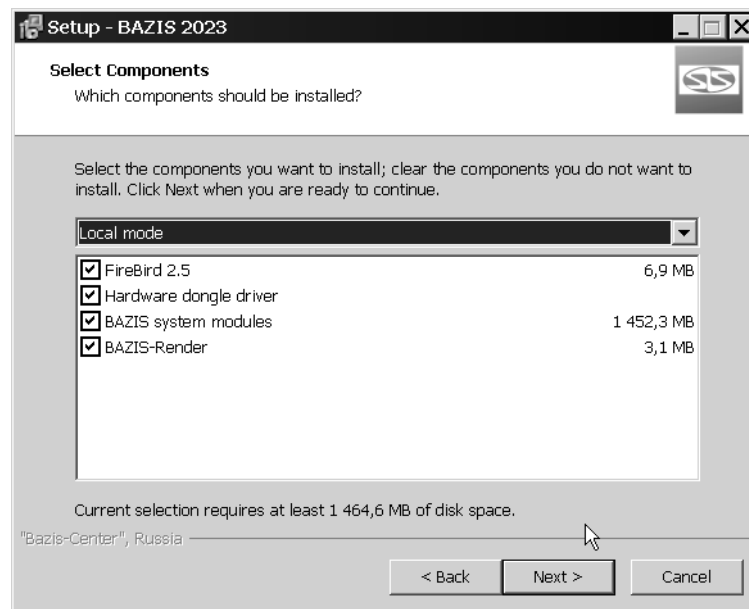 Setup - BAZIS 2023
Select Components
Which components should be installed?
Select the components you want to install; clear the components you do not want to
install. Click Next when you are ready to continue.
Local mode
FireBird 2.5 6,9 MB
Hardware dongle driver
BAZIS system modules 1 452,3 MB
BAZIS-Render 3,1 MB
Current selection requires at least 1 464,6 MB of disk space.
"Bazis-Center", Russia
< Back Next > Cancel